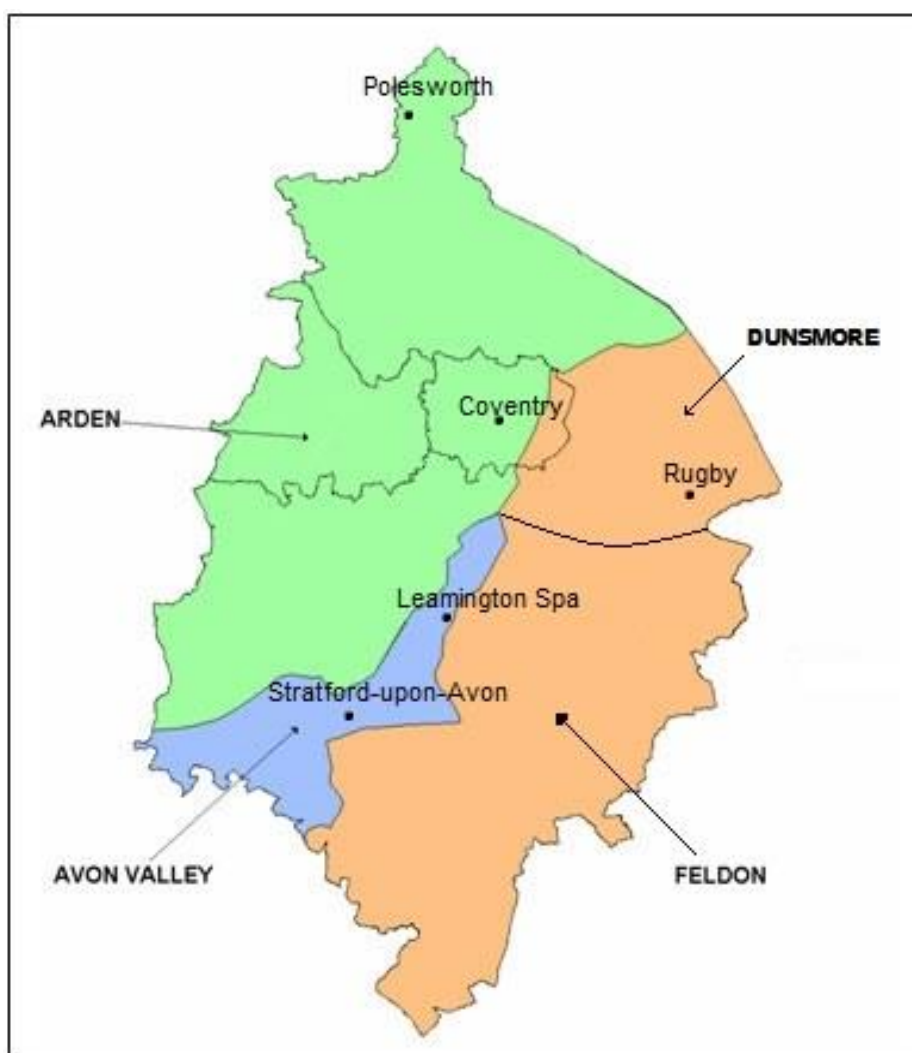 Polesworth
DUNSMORE
Coventry
ARDEN
Rugby
Leamington Spa
Stratford-upon-Avon
AVON VALLEY
FELDON